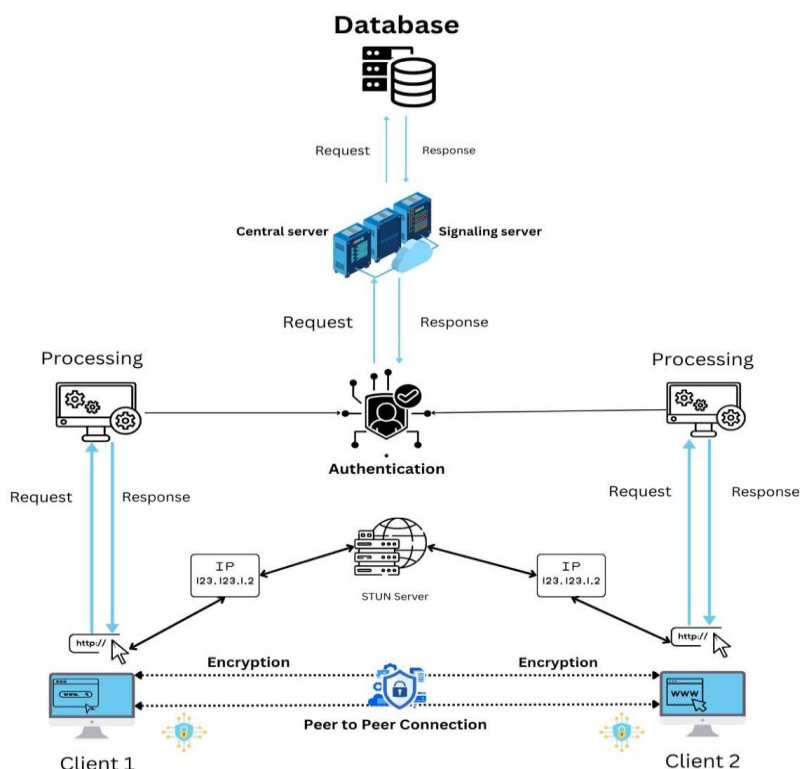 Database
Request
Response
Central server
Signaling server
Request
Response
Processing
Processing
Authentication
Request
Response
Request
Response
IP
123.123.1.2
IP
123.123.1.2
STUN Server
http://
http://
Encryption
Encryption
www.
WWW
Peer to Peer Connection
Client 1
Client 2